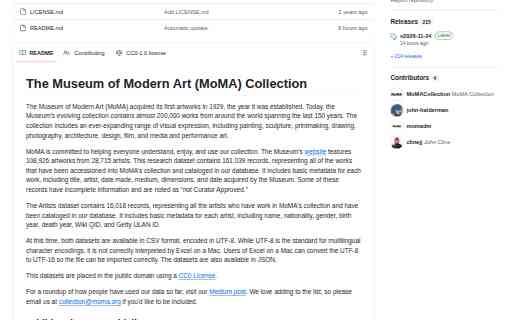 LICENSE.md Add LICENSE.md 2 years ago
README.md Automatic update 8 hours ago
README Contributing CC0-1.0 license
Releases 215
Latest
14 hours ago
+ 214 releases
Contributors 4
MoMACollection MoMA Collection
john-halderman
momadm
chnejj John Cline
The Museum of Modern Art (MoMA) Collection
The Museum of Modern Art (MoMA) acquired its first artworks in 1929, the year it was established. Today, the
Museum's evolving collection contains almost 200,000 works from around the world spanning the last 150 years. The
collection includes an ever-expanding range of visual expression, including painting, sculpture, printmaking, drawing,
photography, architecture, design, film, and media and performance art.
MoMA is committed to helping everyone understand, enjoy, and use our collection. The Museum's website features
108,926 artworks from 28,715 artists. This research dataset contains 161,039 records, representing all of the works
that have been accessioned into MoMA's collection and cataloged in our database. It includes basic metadata for each
work, including title, artist, date made, medium, dimensions, and date acquired by the Museum. Some of these
records have incomplete information and are noted as "not Curator Approved."
The Artists dataset contains 16,018 records, representing all the artists who have work in MoMA's collection and have
been cataloged in our database. It includes basic metadata for each artist, including name, nationality, gender, birth
year, death year, Wiki QID, and Getty ULAN ID.
At this time, both datasets are available in CSV format, encoded in UTF-8. While UTF-8 is the standard for multilingual
character encodings, it is not correctly interpreted by Excel on a Mac. Users of Excel on a Mac can convert the UTF-8
to UTF-16 so the file can be imported correctly. The datasets are also available in JSON.
This datasets are placed in the public domain using a CC0 License.
For a roundup of how people have used our data so far, visit our Medium post. We love adding to the list, so please
email us at collection@moma.org if you'd like to be included.